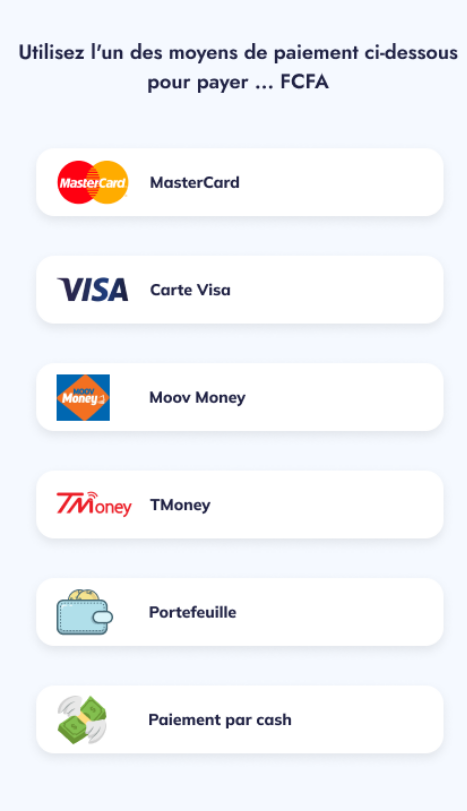 Utilisez l'un des moyens de paiement ci-dessous
pour payer ... FCFA
MasterCard. MasterCard
VISA Carte Visa
MOOV Money Moov Money
TMoney TMoney
Portefeuille
Paiement par cash